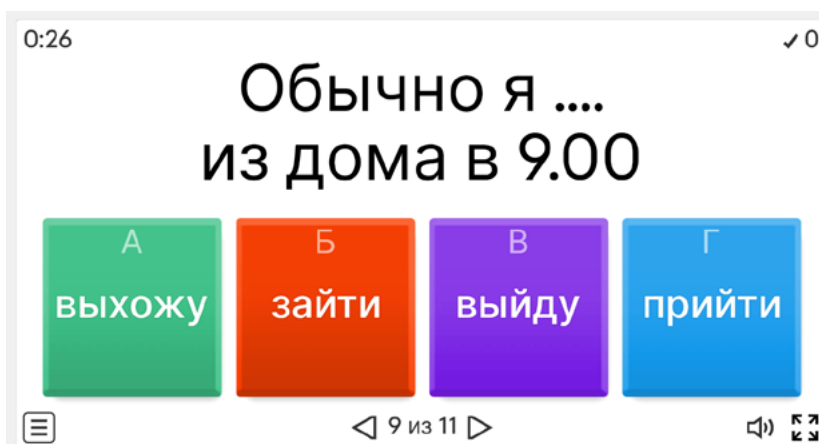 0:26 ✓ 0
Обычно я ....
из дома в 9.00
А Б В Г
выхожу зайти выйду прийти
9 из 11